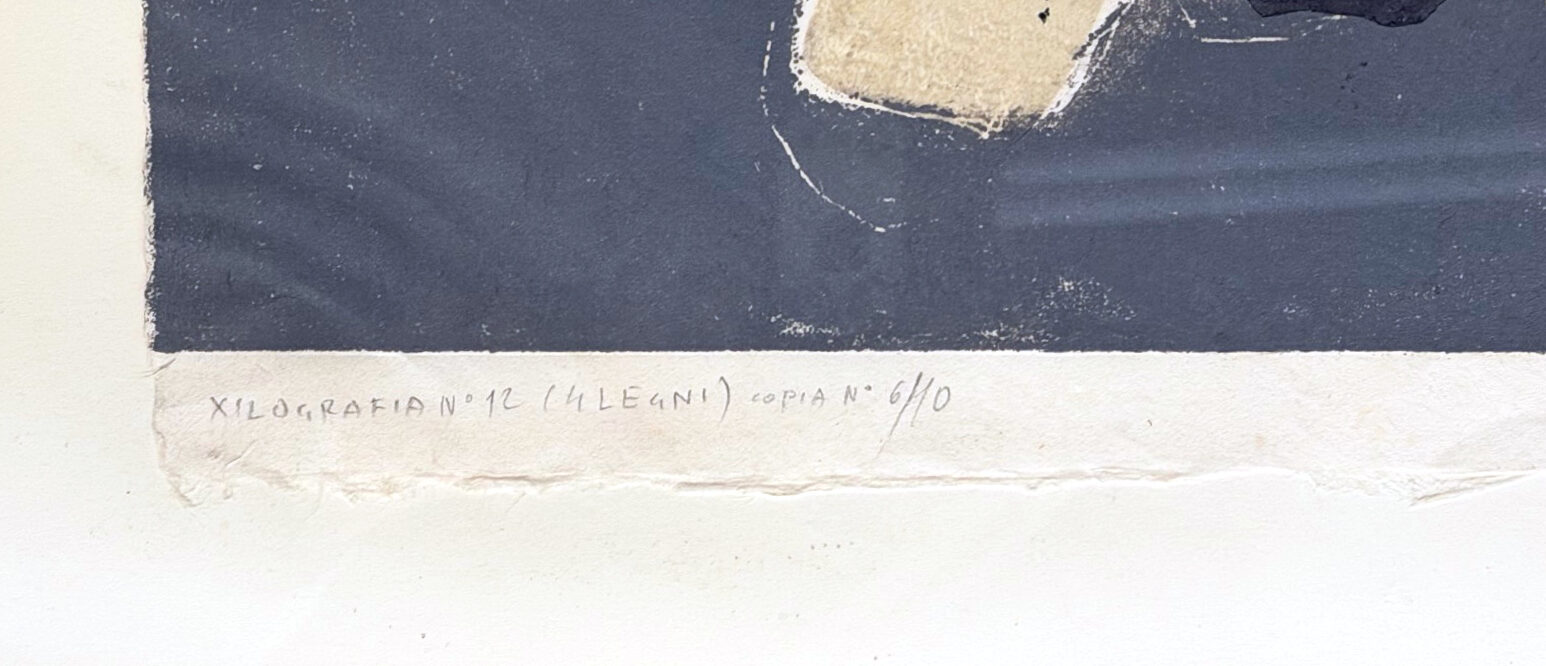 XILOGRAFIA N° 12 (4 LEGNI) COPIA N° 6/10